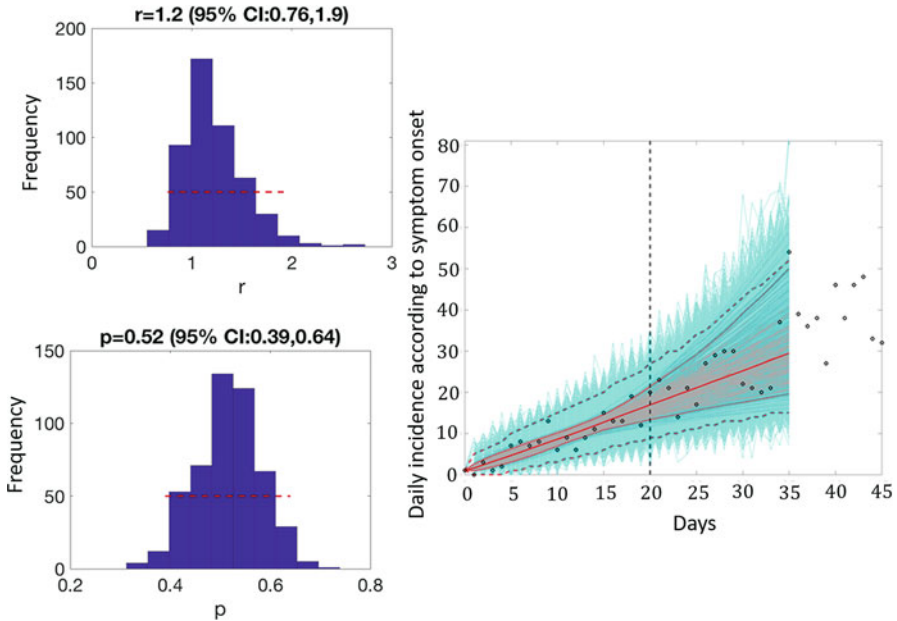 r=1.2 (95% CI:0.76,1.9)
200
150
100
50
0
Frequency
0 1 2 3
r
p=0.52 (95% CI:0.39,0.64)
150
100
50
0
Frequency
0.2 0.4 0.6 0.8
p
Daily incidence according to symptom onset
80
70
60
50
40
30
20
10
0
0 5 10 15 20 25 30 35 40 45
Days